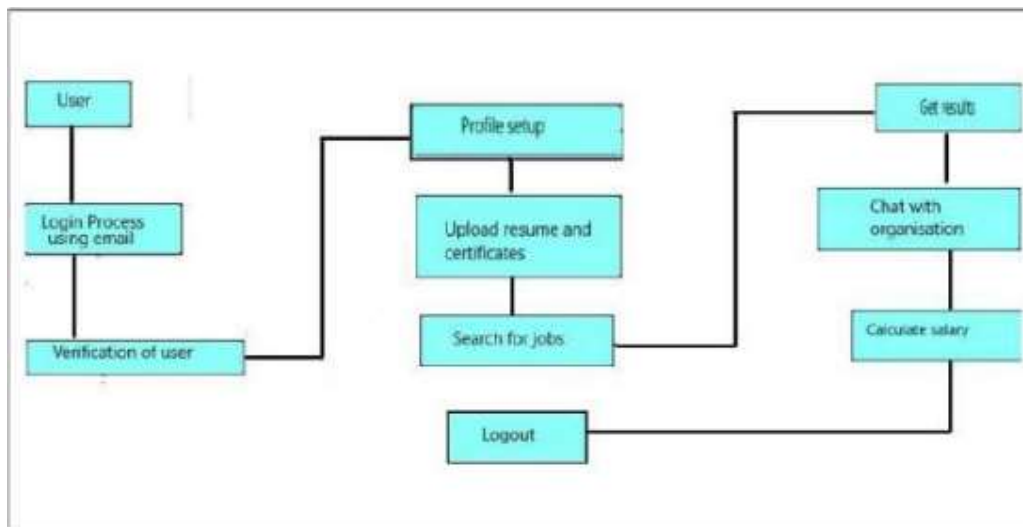 User
Login Process
using email
Verification of user
Profile setup
Upload resume and
certificates
Search for jobs
Get results
Chat with
organisation
Calculate salary
Logout